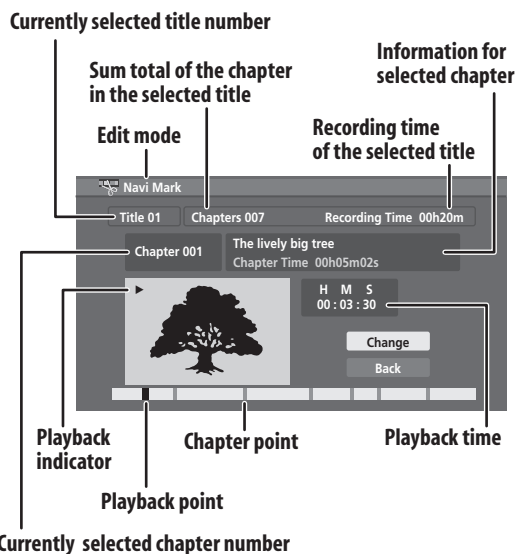 Currently selected title number
Information for
selected chapter
Sum total of the chapter
in the selected title
Recording time
of the selected title
Edit mode
Navi Mark
Title 01
Chapters 007
Recording Time 00h20m
Chapter 001
The lively big tree
Chapter Time 00h05m02s
H M S
00 : 03 : 30
Change
Back
Playback
indicator
Chapter point
Playback time
Playback point
Currently selected chapter number